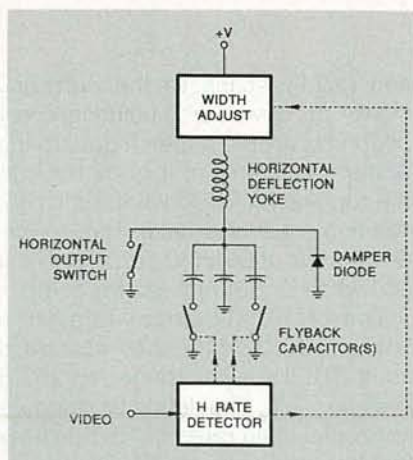 +V
WIDTH
ADJUST
HORIZONTAL
DEFLECTION
YOKE
HORIZONTAL
OUTPUT
SWITCH
DAMPER
DIODE
FLYBACK
CAPACITOR(S)
H RATE
DETECTOR
VIDEO